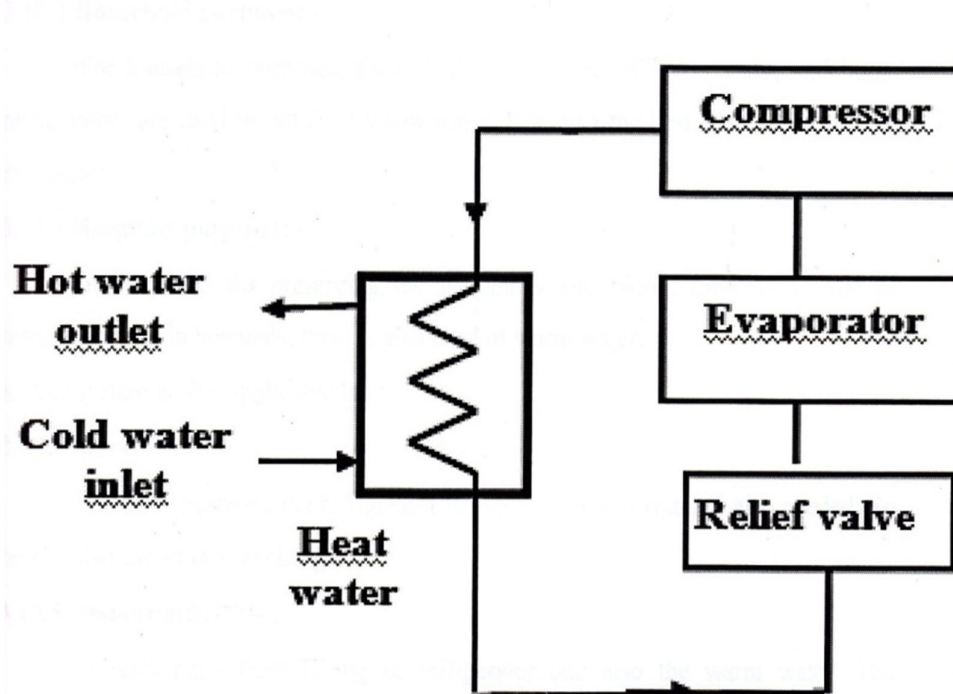 Compressor
Hot water
outlet
Evaporator
Cold water
inlet
Relief valve
Heat
water